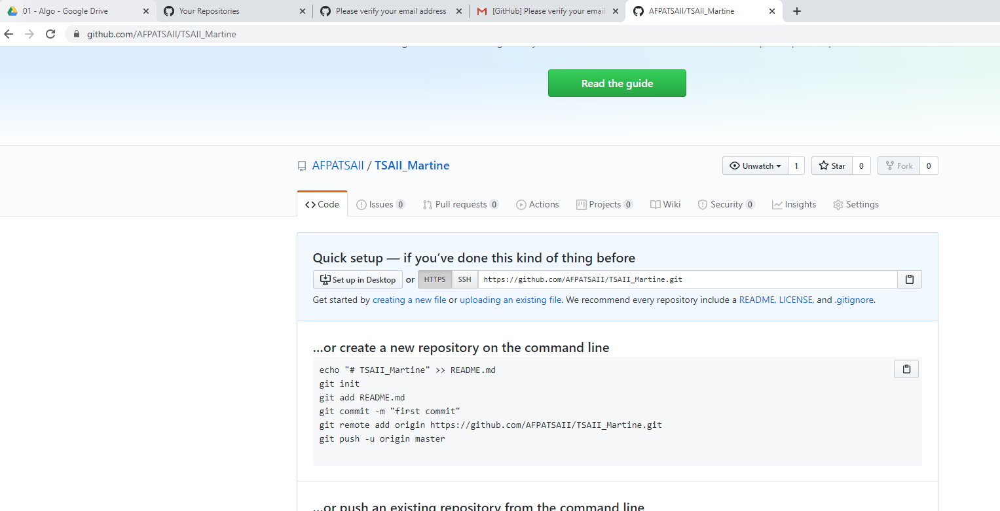 01 - Algo - Google Drive
Your Repositories
Please verify your email address
[GitHub] Please verify your email
AFPATSAII/TSAII_Martine
github.com/AFPATSAII/TSAII_Martine
Read the guide
AFPATSAII / TSAII_Martine
Unwatch 1 Star 0 Fork 0
Code Issues 0 Pull requests 0 Actions Projects 0 Wiki Security 0 Insights Settings
Quick setup — if you’ve done this kind of thing before
Set up in Desktop or HTTPS SSH https://github.com/AFPATSAII/TSAII_Martine.git
Get started by creating a new file or uploading an existing file. We recommend every repository include a README, LICENSE, and .gitignore.
…or create a new repository on the command line
echo "# TSAII_Martine" >> README.md
git init
git add README.md
git commit -m "first commit"
git remote add origin https://github.com/AFPATSAII/TSAII_Martine.git
git push -u origin master
…or push an existing repository from the command line